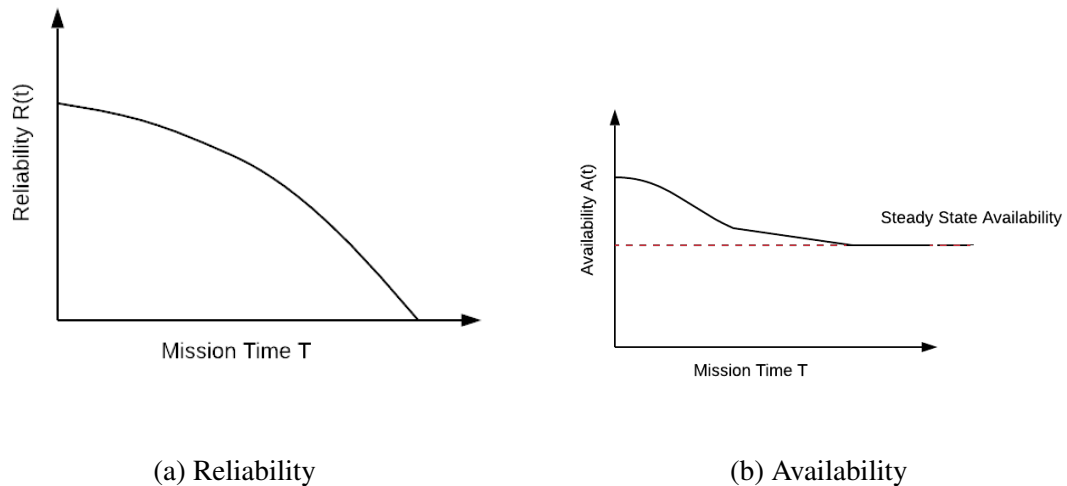 Reliability R(t)
Mission Time T
(a) Reliability
Availability A(t)
Steady State Availability
Mission Time T
(b) Availability